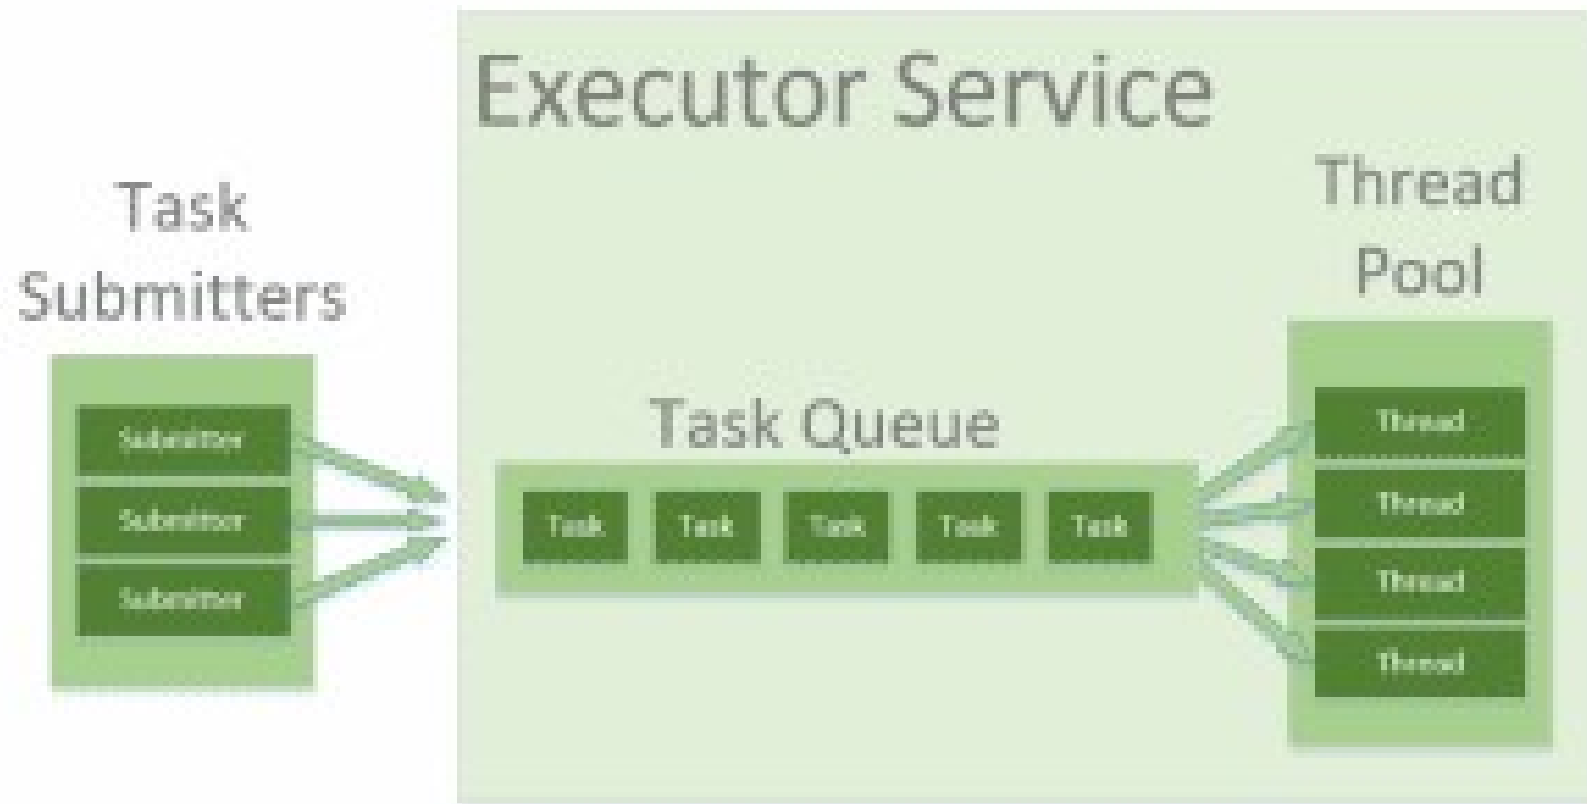 Executor Service
Task
Submitters
Submitter
Submitter
Submitter
Task Queue
Task Task Task Task Task
Thread
Pool
Thread
Thread
Thread
Thread